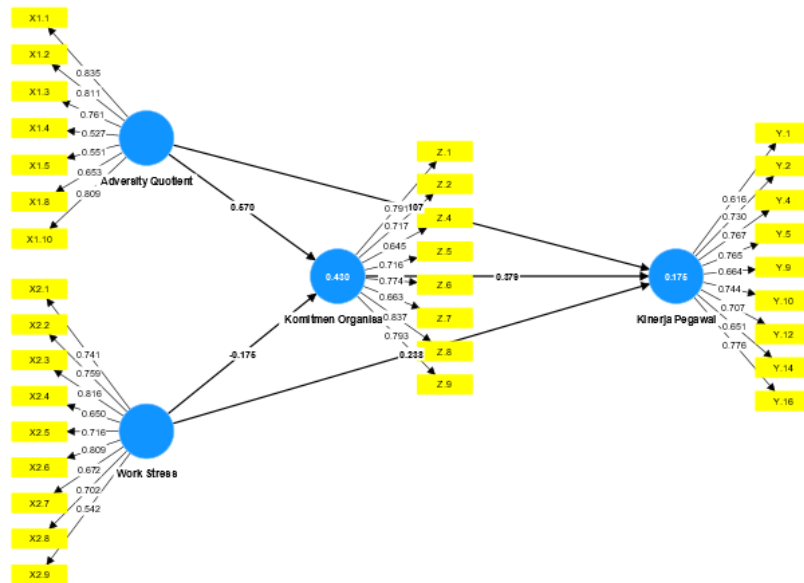 X1.1
X1.2
X1.3
X1.4
X1.5
X1.8
X1.10
0.835
0.811
0.761
0.527
0.551
0.653
0.809
Adversity Quotient
X2.1
X2.2
X2.3
X2.4
X2.5
X2.6
X2.7
X2.8
X2.9
0.741
0.759
0.816
0.650
0.716
0.809
0.672
0.702
0.542
Work Stress
0.570
-0.175
107
0.379
0.233
0.430
Komitmen Organisa
Z.1
Z.2
Z.4
Z.5
Z.6
Z.7
Z.8
Z.9
0.791
0.717
0.645
0.716
0.774
0.663
0.837
0.793
0.175
Kinerja Pegawai
Y.1
Y.2
Y.4
Y.5
Y.9
Y.10
Y.12
Y.14
Y.16
0.616
0.730
0.767
0.765
0.664
0.744
0.707
0.651
0.776